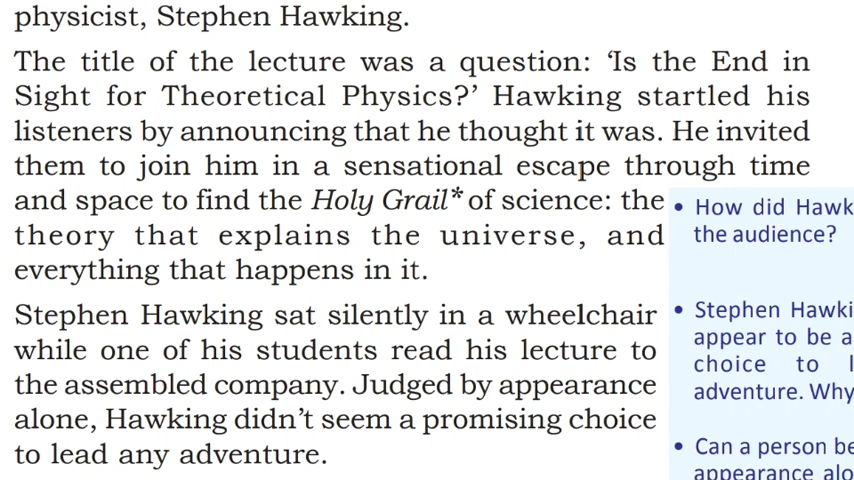 physicist, Stephen Hawking.
The title of the lecture was a question: ‘Is the End in
Sight for Theoretical Physics?’ Hawking startled his
listeners by announcing that he thought it was. He invited
them to join him in a sensational escape through time
and space to find the Holy Grail* of science: the
theory that explains the universe, and
everything that happens in it.
Stephen Hawking sat silently in a wheelchair
while one of his students read his lecture to
the assembled company. Judged by appearance
alone, Hawking didn’t seem a promising choice
to lead any adventure.
• How did Hawk
the audience?
• Stephen Hawki
appear to be a
choice to l
adventure. Why
• Can a person be
appearance alo